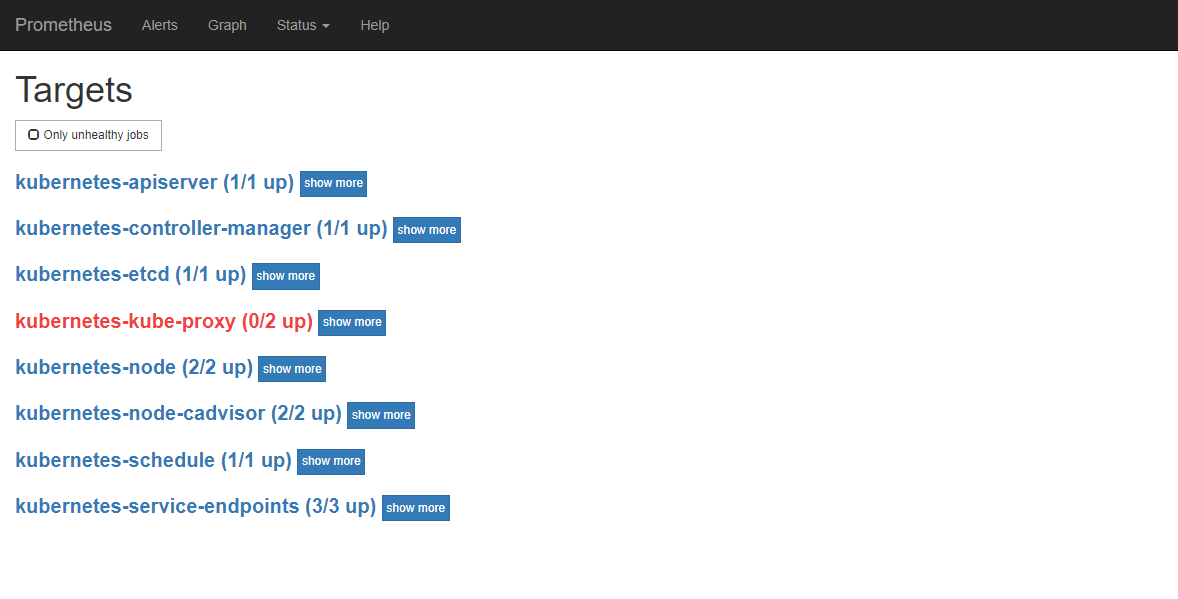 Prometheus Alerts Graph Status Help
Targets
Only unhealthy jobs
kubernetes-apiserver (1/1 up) show more
kubernetes-controller-manager (1/1 up) show more
kubernetes-etcd (1/1 up) show more
kubernetes-kube-proxy (0/2 up) show more
kubernetes-node (2/2 up) show more
kubernetes-node-cadvisor (2/2 up) show more
kubernetes-schedule (1/1 up) show more
kubernetes-service-endpoints (3/3 up) show more